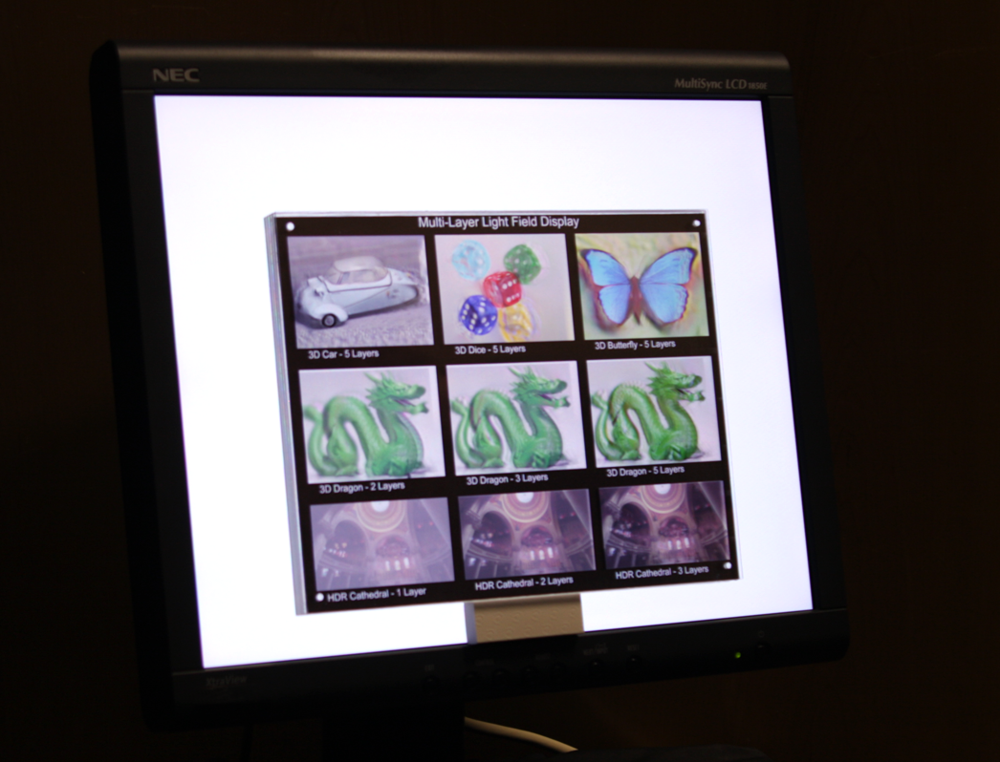 NEC
MultiSync LCD 1850E
Multi-Layer Light Field Display
3D Car - 5 Layers
3D Dice - 5 Layers
3D Butterfly - 5 Layers
3D Dragon - 2 Layers
3D Dragon - 3 Layers
3D Dragon - 5 Layers
HDR Cathedral - 1 Layer
HDR Cathedral - 2 Layers
HDR Cathedral - 3 Layers
XtraView